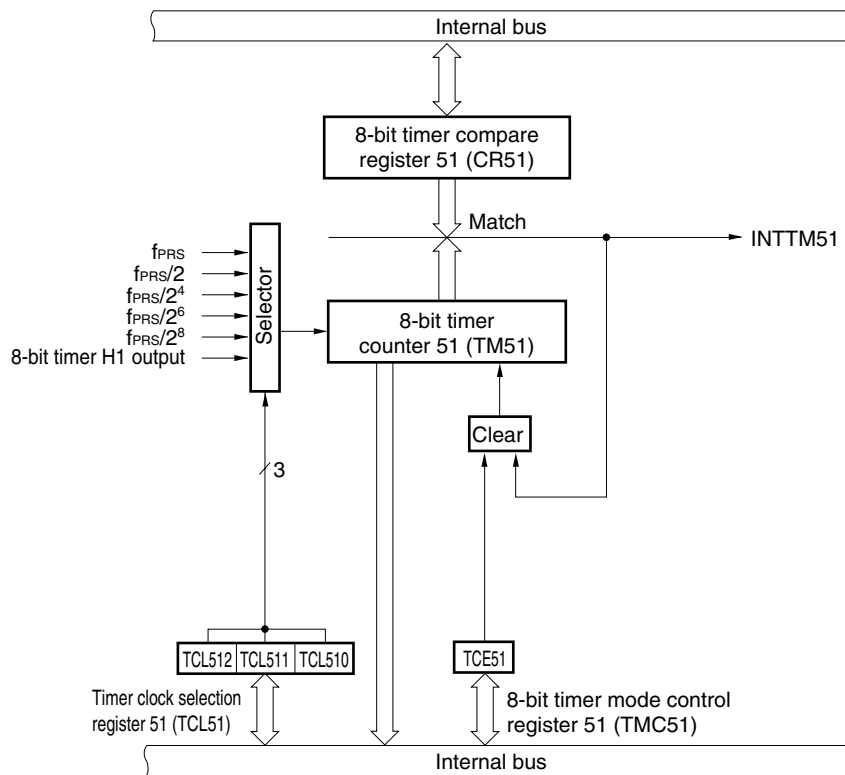 Internal bus
8-bit timer compare
register 51 (CR51)
Match
INTTM51
fPRS
fPRS/2
fPRS/2⁴
fPRS/2⁶
fPRS/2⁸
8-bit timer H1 output
Selector
8-bit timer
counter 51 (TM51)
Clear
3
TCL512 TCL511 TCL510
TCE51
Timer clock selection
register 51 (TCL51)
8-bit timer mode control
register 51 (TMC51)
Internal bus